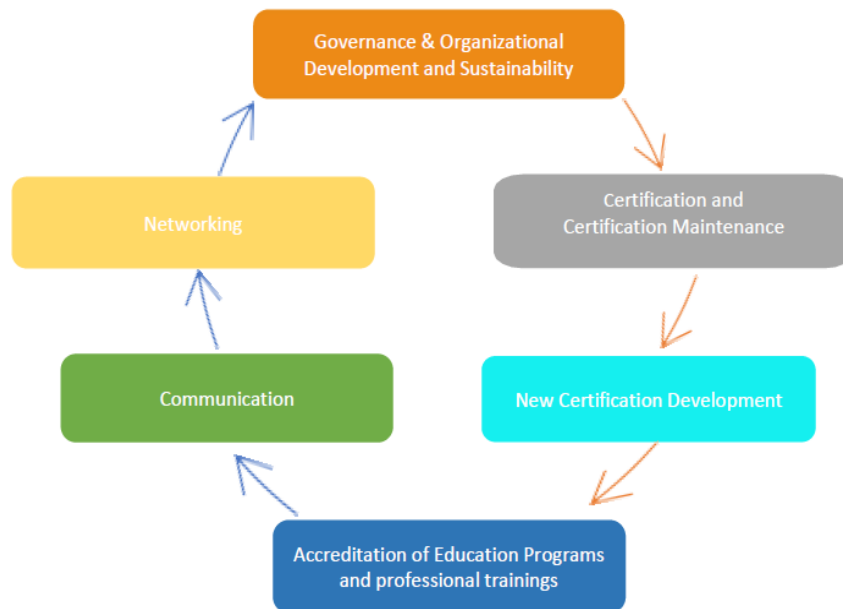 Governance & Organizational
Development and Sustainability
Certification and
Certification Maintenance
New Certification Development
Accreditation of Education Programs
and professional trainings
Communication
Networking